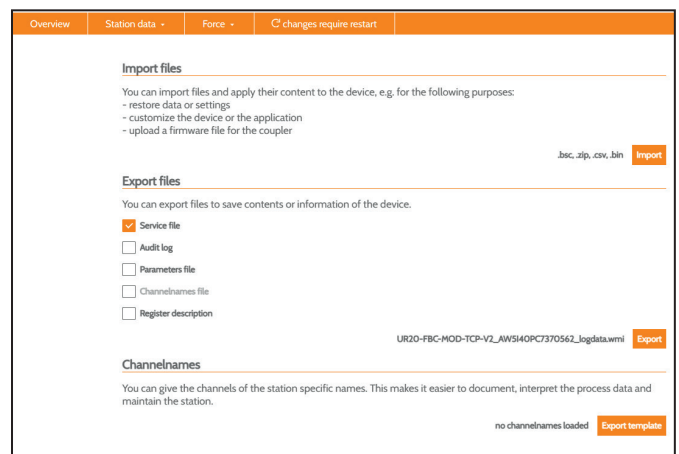 Overview
Station data
Force
changes require restart
Import files
You can import files and apply their content to the device, e.g. for the following purposes:
- restore data or settings
- customize the device or the application
- upload a firmware file for the coupler
.bsc, .zip, .csv, .bin
Import
Export files
You can export files to save contents or information of the device.
Service file
Audit log
Parameters file
Channelnames file
Register description
UR20-FBC-MOD-TCP-V2_AW5I40PC7370562_logdata.wmi
Export
Channelnames
You can give the channels of the station specific names. This makes it easier to document, interpret the process data and
maintain the station.
no channelnames loaded
Export template